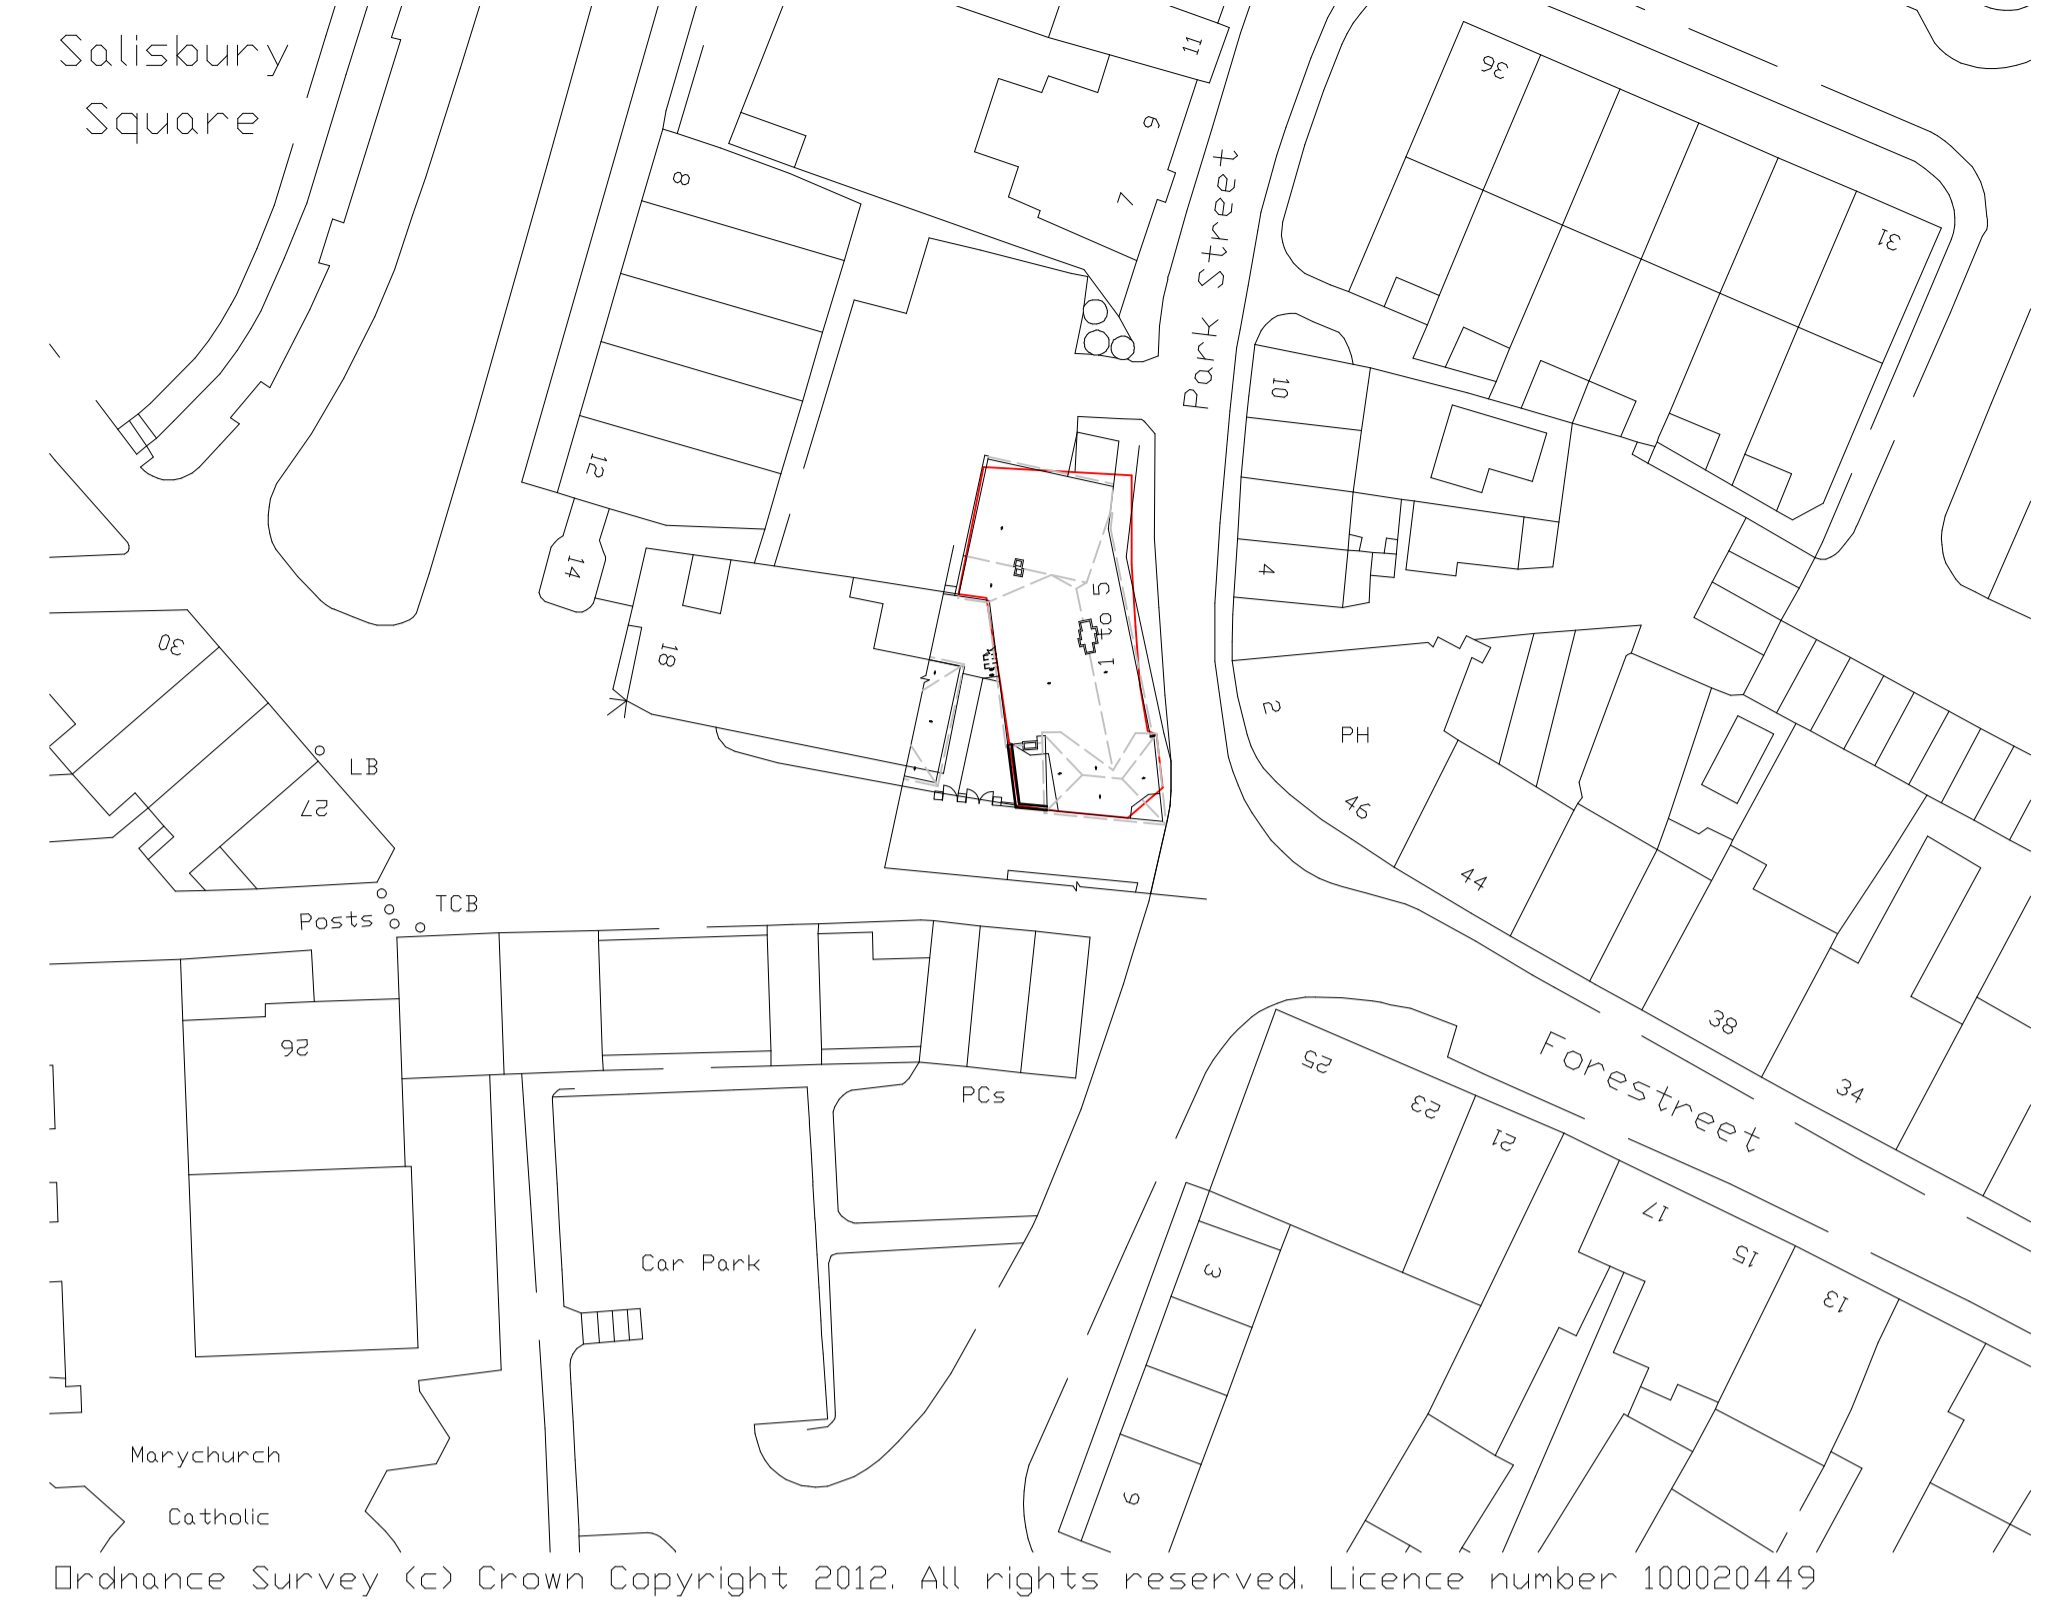 Salisbury
Square
11
9
7
Park Street
36
31
8
12
14
18
10
4
1 to 5
2
PH
46
44
38
34
30
LB
27
TCB
Posts
26
PCs
Forestreet
25
23
21
17
15
13
3
6
Car Park
Marychurch
Catholic
Ordnance Survey (c) Crown Copyright 2012. All rights reserved. Licence number 100020449